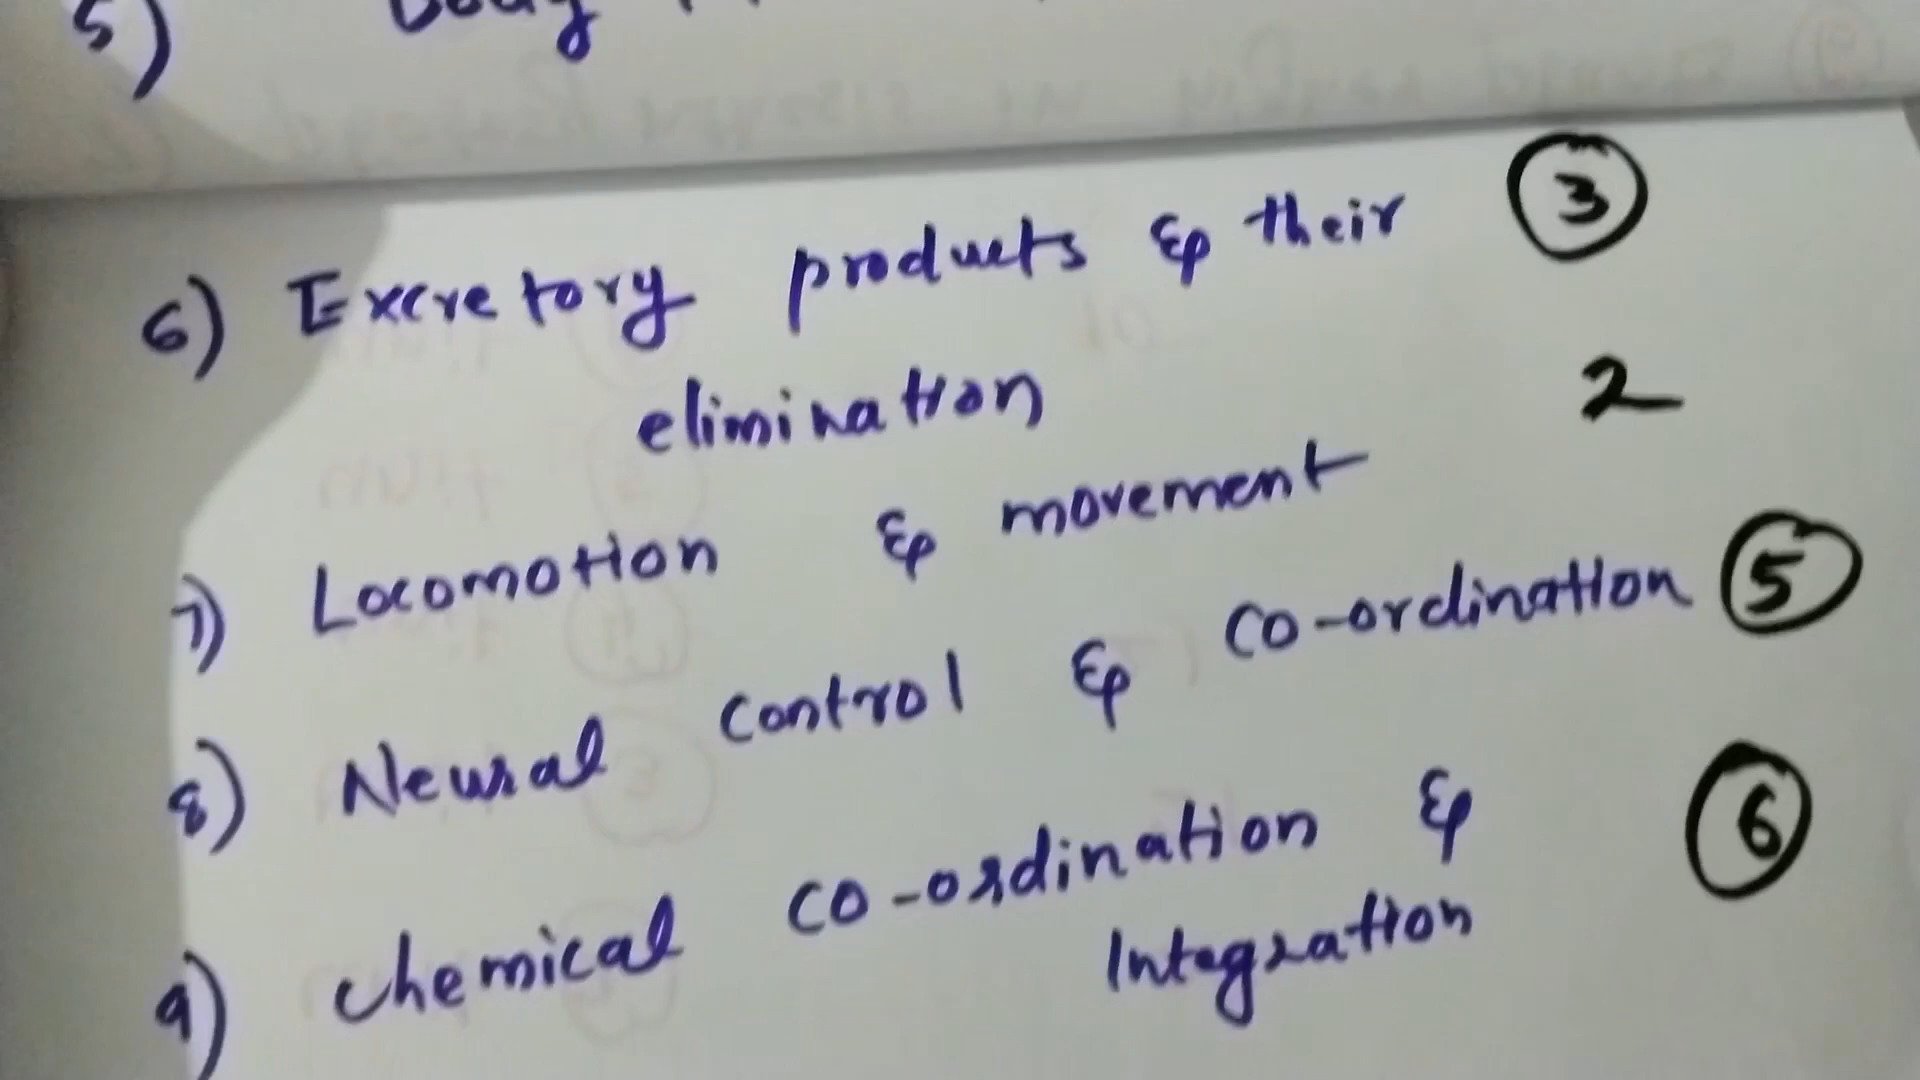 5) Body
6) Excretory products & their 3
elimination 2
7) Locomotion & movement
8) Neural control & co-ordination 5
9) chemical co-ordination & 6
Integration